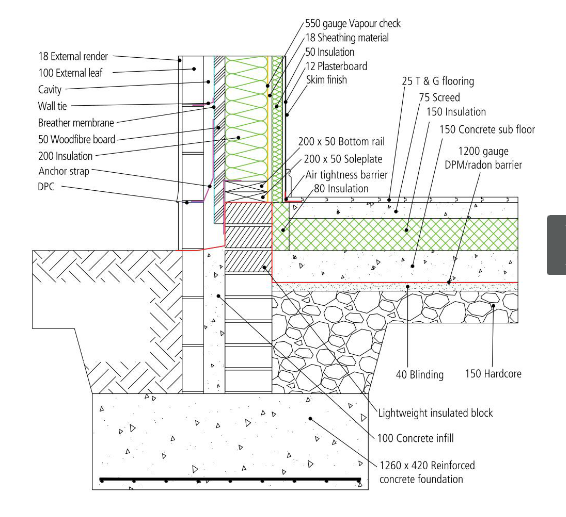 550 gauge Vapour check
18 Sheathing material
50 Insulation
12 Plasterboard
Skim finish
18 External render
100 External leaf
Cavity
Wall tie
Breather membrane
50 Woodfibre board
200 Insulation
Anchor strap
DPC
25 T & G flooring
75 Screed
150 Insulation
150 Concrete sub floor
1200 gauge
DPM/radon barrier
200 x 50 Bottom rail
200 x 50 Soleplate
Air tightness barrier
80 Insulation
40 Blinding
150 Hardcore
Lightweight insulated block
100 Concrete infill
1260 x 420 Reinforced
concrete foundation